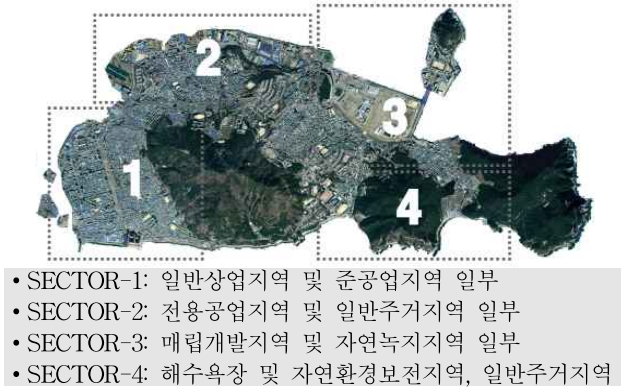 2
3
1
4
• SECTOR-1: 일반상업지역 및 준공업지역 일부
• SECTOR-2: 전용공업지역 및 일반주거지역 일부
• SECTOR-3: 매립개발지역 및 자연녹지지역 일부
• SECTOR-4: 해수욕장 및 자연환경보전지역, 일반주거지역